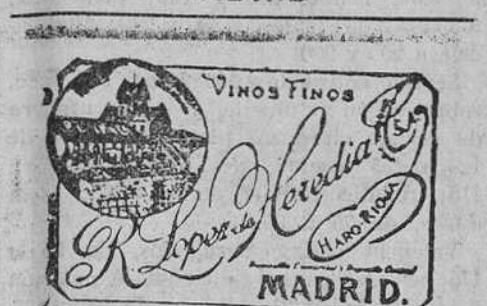 VINOS FINOS
R. Lopez de Heredia
S.A.
HARO-RIOJA
MADRID